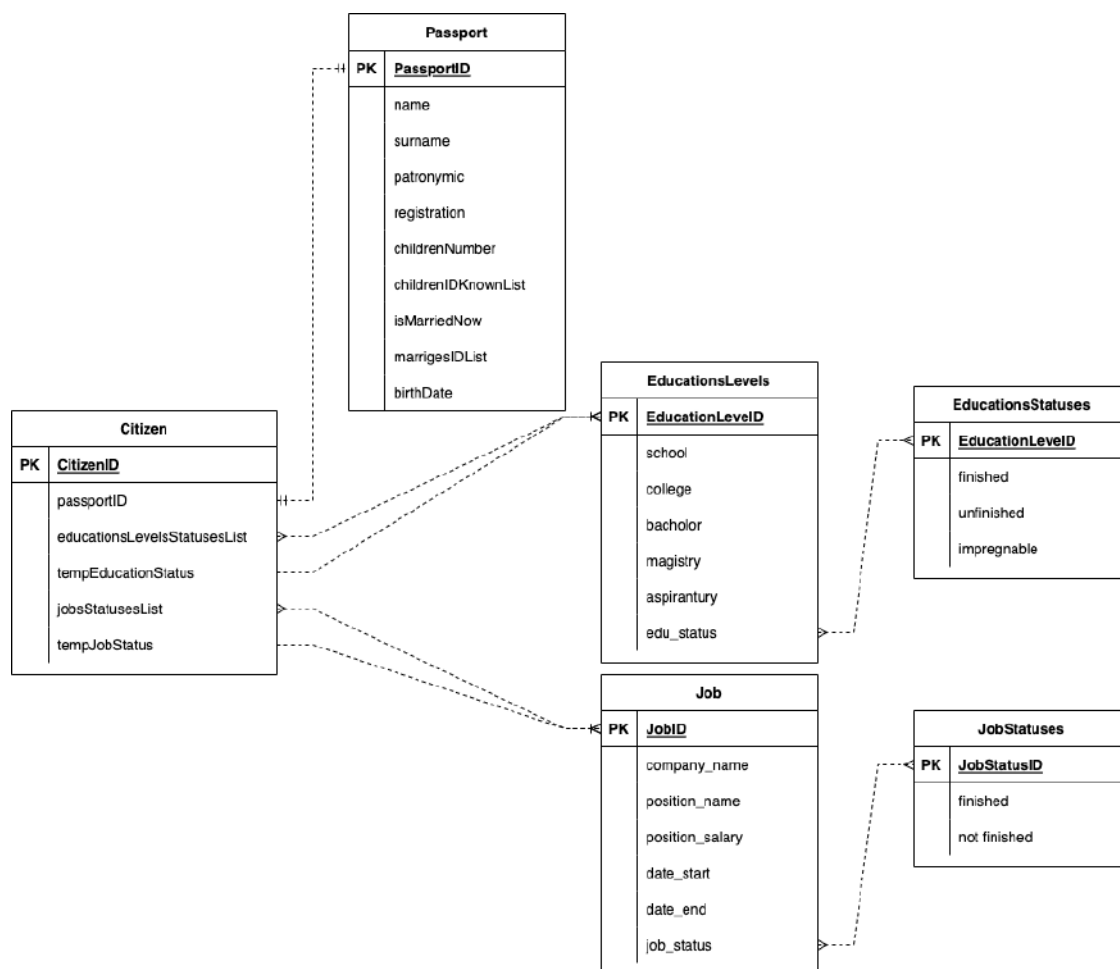 Passport
PK PassportID
name
surname
patronymic
registration
childrenNumber
childrenIDKnownList
isMarriedNow
marrigesIDList
birthDate
Citizen
PK CitizenID
passportID
educationsLevelsStatusesList
tempEducationStatus
jobsStatusesList
tempJobStatus
EducationsLevels
PK EducationLevelD
school
college
bacholor
magistry
aspirantury
edu_status
EducationsStatuses
PK EducationLevelD
finished
unfinished
impregnable
Job
PK JobID
company_name
position_name
position_salary
date_start
date_end
job_status
JobStatuses
PK JobStatusID
finished
not finished